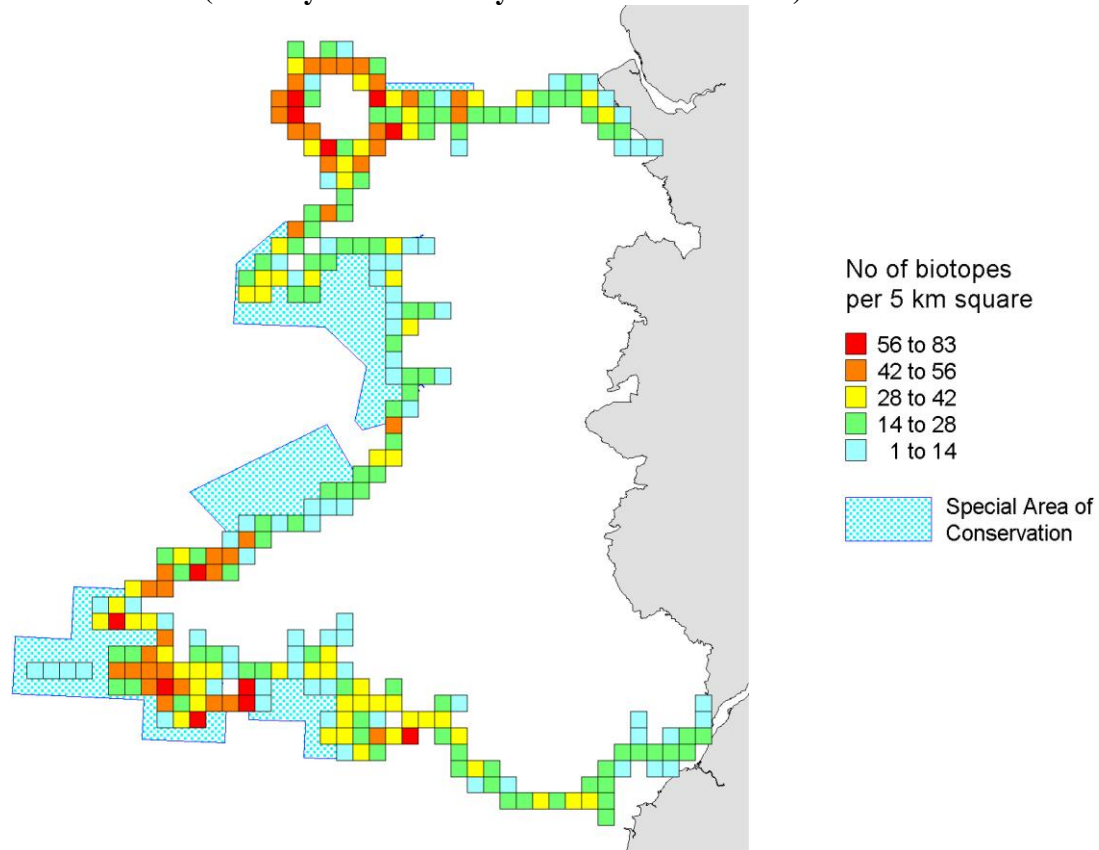 No of biotopes
per 5 km square
56 to 83
42 to 56
28 to 42
14 to 28
1 to 14
Special Area of
Conservation